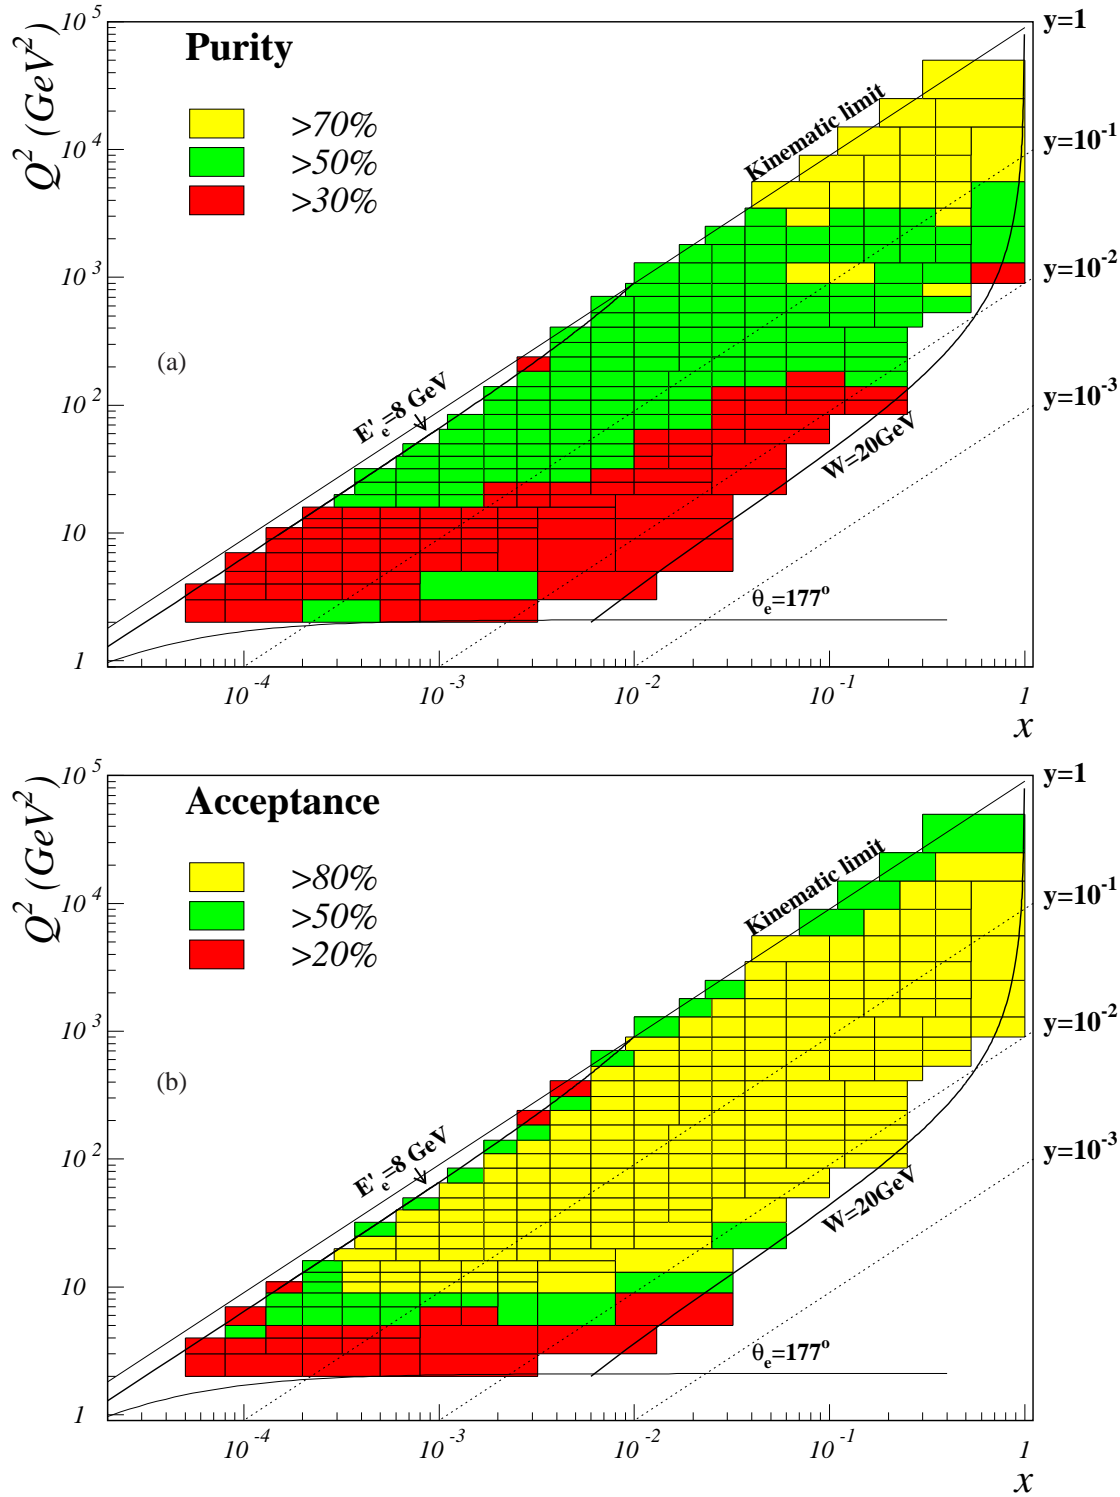 Q² (GeV²)
10⁵
Purity
>70%
>50%
>30%
Kinematic limit
y=1
y=10⁻¹
y=10⁻²
y=10⁻³
10⁴
10³
10²
10
1
(a)
E'ₑ=8 GeV
W=20GeV
θₑ=177°
10⁻⁴
10⁻³
10⁻²
10⁻¹
1
x
Q² (GeV²)
10⁵
Acceptance
>80%
>50%
>20%
Kinematic limit
y=1
y=10⁻¹
y=10⁻²
y=10⁻³
10⁴
10³
10²
10
1
(b)
E'ₑ=8 GeV
W=20GeV
θₑ=177°
10⁻⁴
10⁻³
10⁻²
10⁻¹
1
x